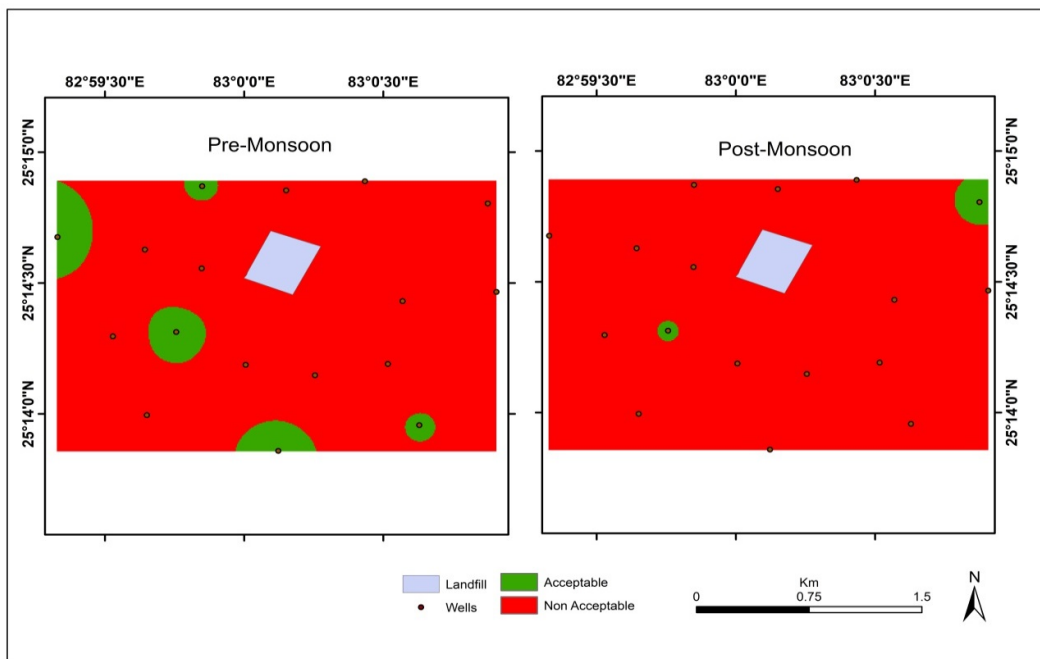 82°59'30"E 83°0'0"E 83°0'30"E
82°59'30"E 83°0'0"E 83°0'30"E
Pre-Monsoon
Post-Monsoon
25°15'0"N
25°14'30"N
25°14'0"N
25°15'0"N
25°14'30"N
25°14'0"N
Landfill
Wells
Acceptable
Non Acceptable
Km
0 0.75 1.5
N